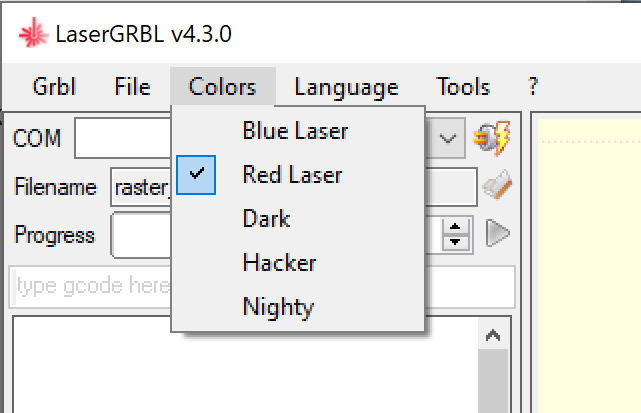 LaserGRBL v4.3.0
Grbl File Colors Language Tools ?
COM
Blue Laser
Filename raster_
Red Laser
Progress
Dark
Hacker
type gcode here
Nighty